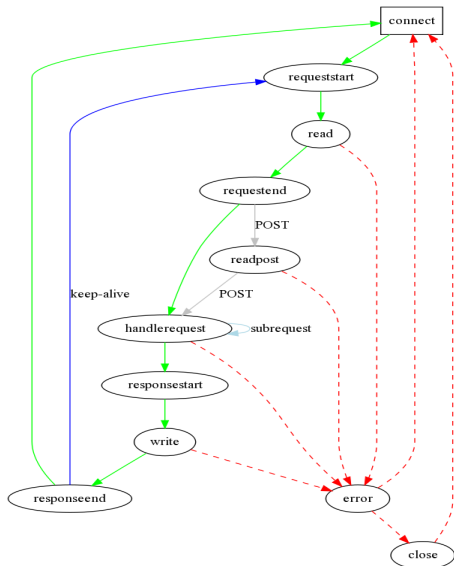 connect
requeststart
read
requestend
POST
readpost
keep-alive
POST
handlerequest
subrequest
responsestart
write
responseend
error
close